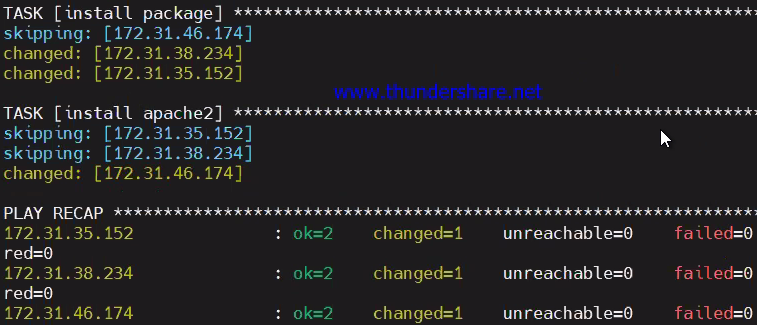 TASK [install package] *****************************************************
skipping: [172.31.46.174]
changed: [172.31.38.234]
changed: [172.31.35.152]
www.thundershare.net
TASK [install apache2] *****************************************************
skipping: [172.31.35.152]
skipping: [172.31.38.234]
changed: [172.31.46.174]
PLAY RECAP *****************************************************************
172.31.35.152 : ok=2 changed=1 unreachable=0 failed=0
red=0
172.31.38.234 : ok=2 changed=1 unreachable=0 failed=0
red=0
172.31.46.174 : ok=2 changed=1 unreachable=0 failed=0